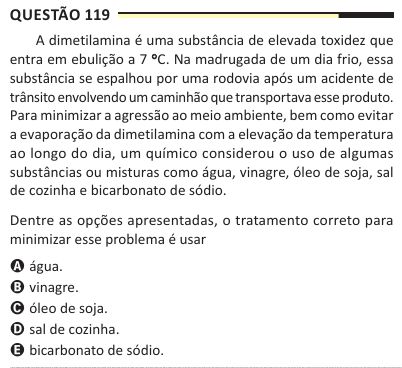 QUESTÃO 119
A dimetilamina é uma substância de elevada toxidez que
entra em ebulição a 7 °C. Na madrugada de um dia frio, essa
substância se espalhou por uma rodovia após um acidente de
trânsito envolvendo um caminhão que transportava esse produto.
Para minimizar a agressão ao meio ambiente, bem como evitar
a evaporação da dimetilamina com a elevação da temperatura
ao longo do dia, um químico considerou o uso de algumas
substâncias ou misturas como água, vinagre, óleo de soja, sal
de cozinha e bicarbonato de sódio.
Dentre as opções apresentadas, o tratamento correto para
minimizar esse problema é usar
A água.
B vinagre.
C óleo de soja.
D sal de cozinha.
E bicarbonato de sódio.